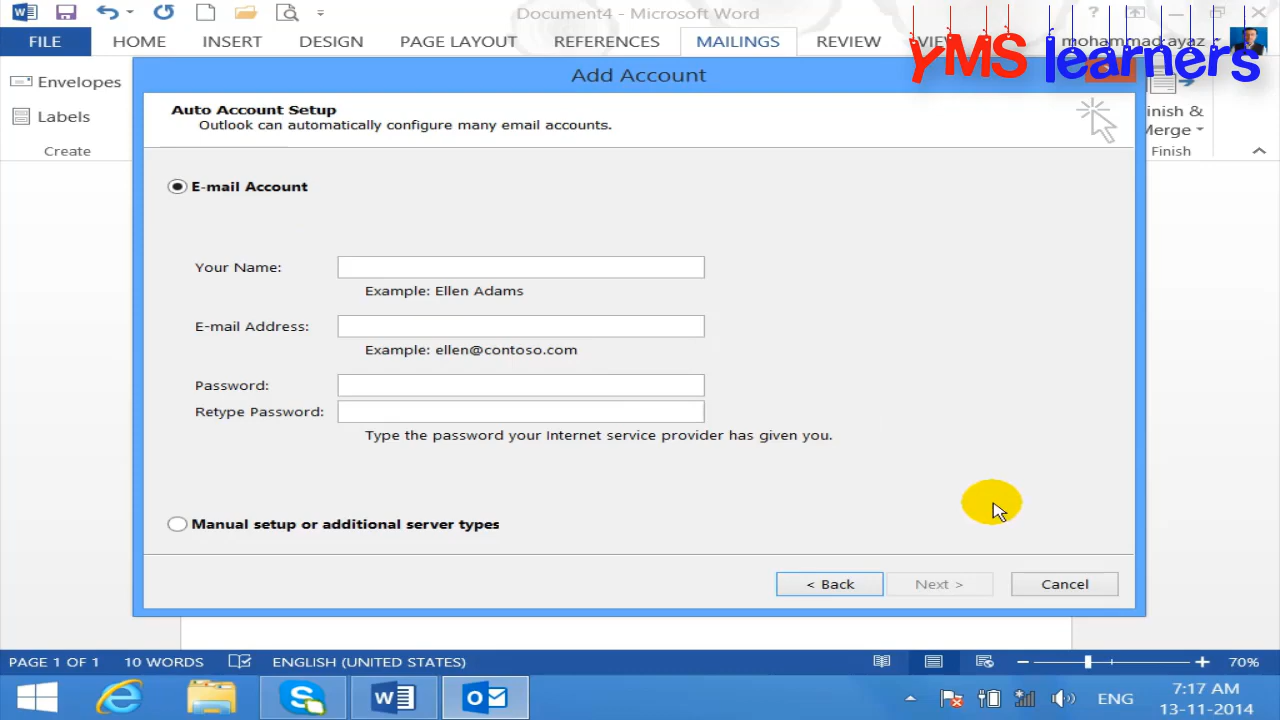 Document4 - Microsoft Word
?
FILE HOME INSERT DESIGN PAGE LAYOUT REFERENCES MAILINGS REVIEW VIEW mohammad ayaz
YMS learners
Envelopes
Labels
Create
Finish &
Merge
Finish
Add Account
Auto Account Setup
Outlook can automatically configure many email accounts.
E-mail Account
Your Name:
Example: Ellen Adams
E-mail Address:
Example: ellen@contoso.com
Password:
Retype Password:
Type the password your Internet service provider has given you.
Manual setup or additional server types
< Back Next > Cancel
PAGE 1 OF 1 10 WORDS ENGLISH (UNITED STATES) 70%
ENG
7:17 AM
13-11-2014